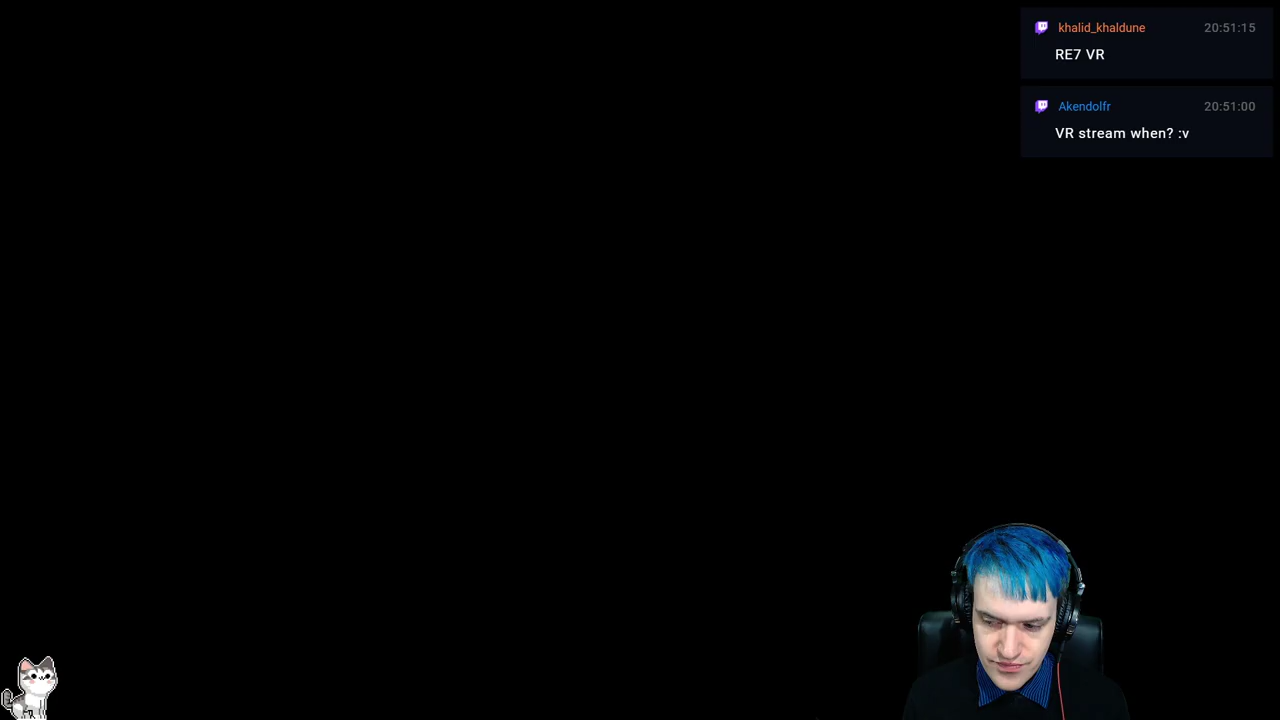 khalid_khaldune 20:51:15
RE7 VR
Akendolfr 20:51:00
VR stream when? :v